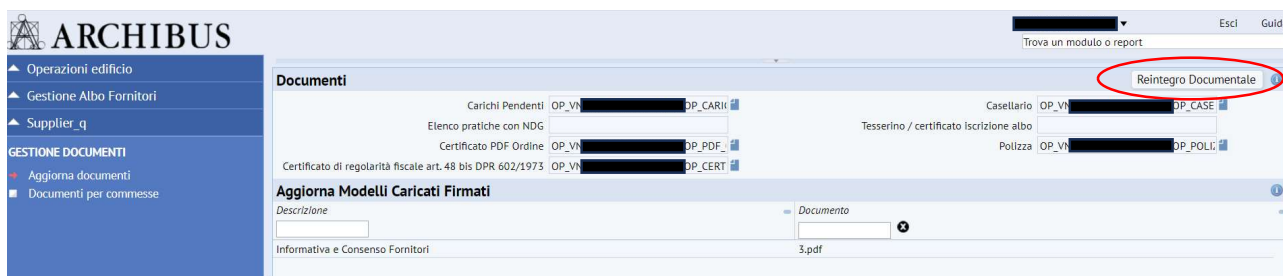 ARCHIBUS
Esci Guid
Trova un modulo o report
Operazioni edificio
Gestione Albo Fornitori
Supplier_q
GESTIONE DOCUMENTI
Aggiorna documenti
Documenti per commesse
Documenti Reintegro Documentale
Carichi Pendenti OP_VN OP_CARI Casellario OP_VN OP_CASE
Elenco pratiche con NDG Tesserino / certificato iscrizione albo
Certificato PDF Ordine OP_VN OP_PDF_ Polizza OP_VN OP_POLIZ
Certificato di regolarità fiscale art. 48 bis DPR 602/1973 OP_VN OP_CERT
Aggiorna Modelli Caricati Firmati
Descrizione Documento
Informativa e Consenso Fornitori 3.pdf